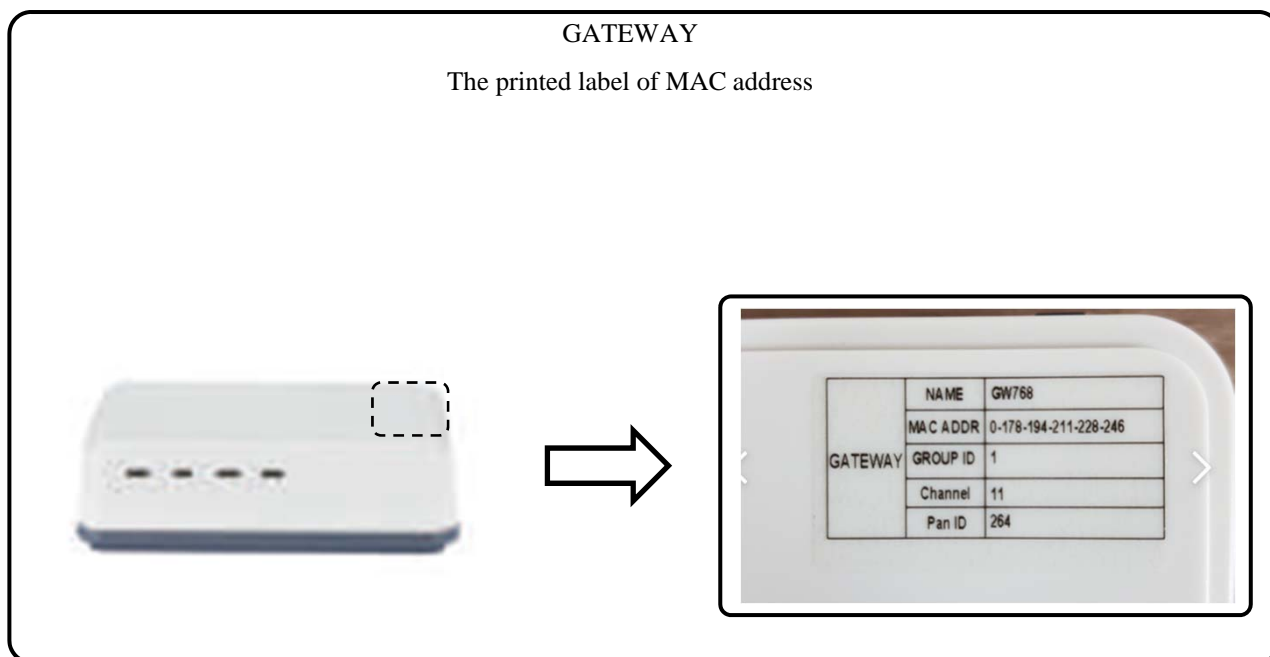 GATEWAY
The printed label of MAC address
GATEWAY
NAME GW768
MAC ADDR 0-178-194-211-228-246
GROUP ID 1
Channel 11
Pan ID 264